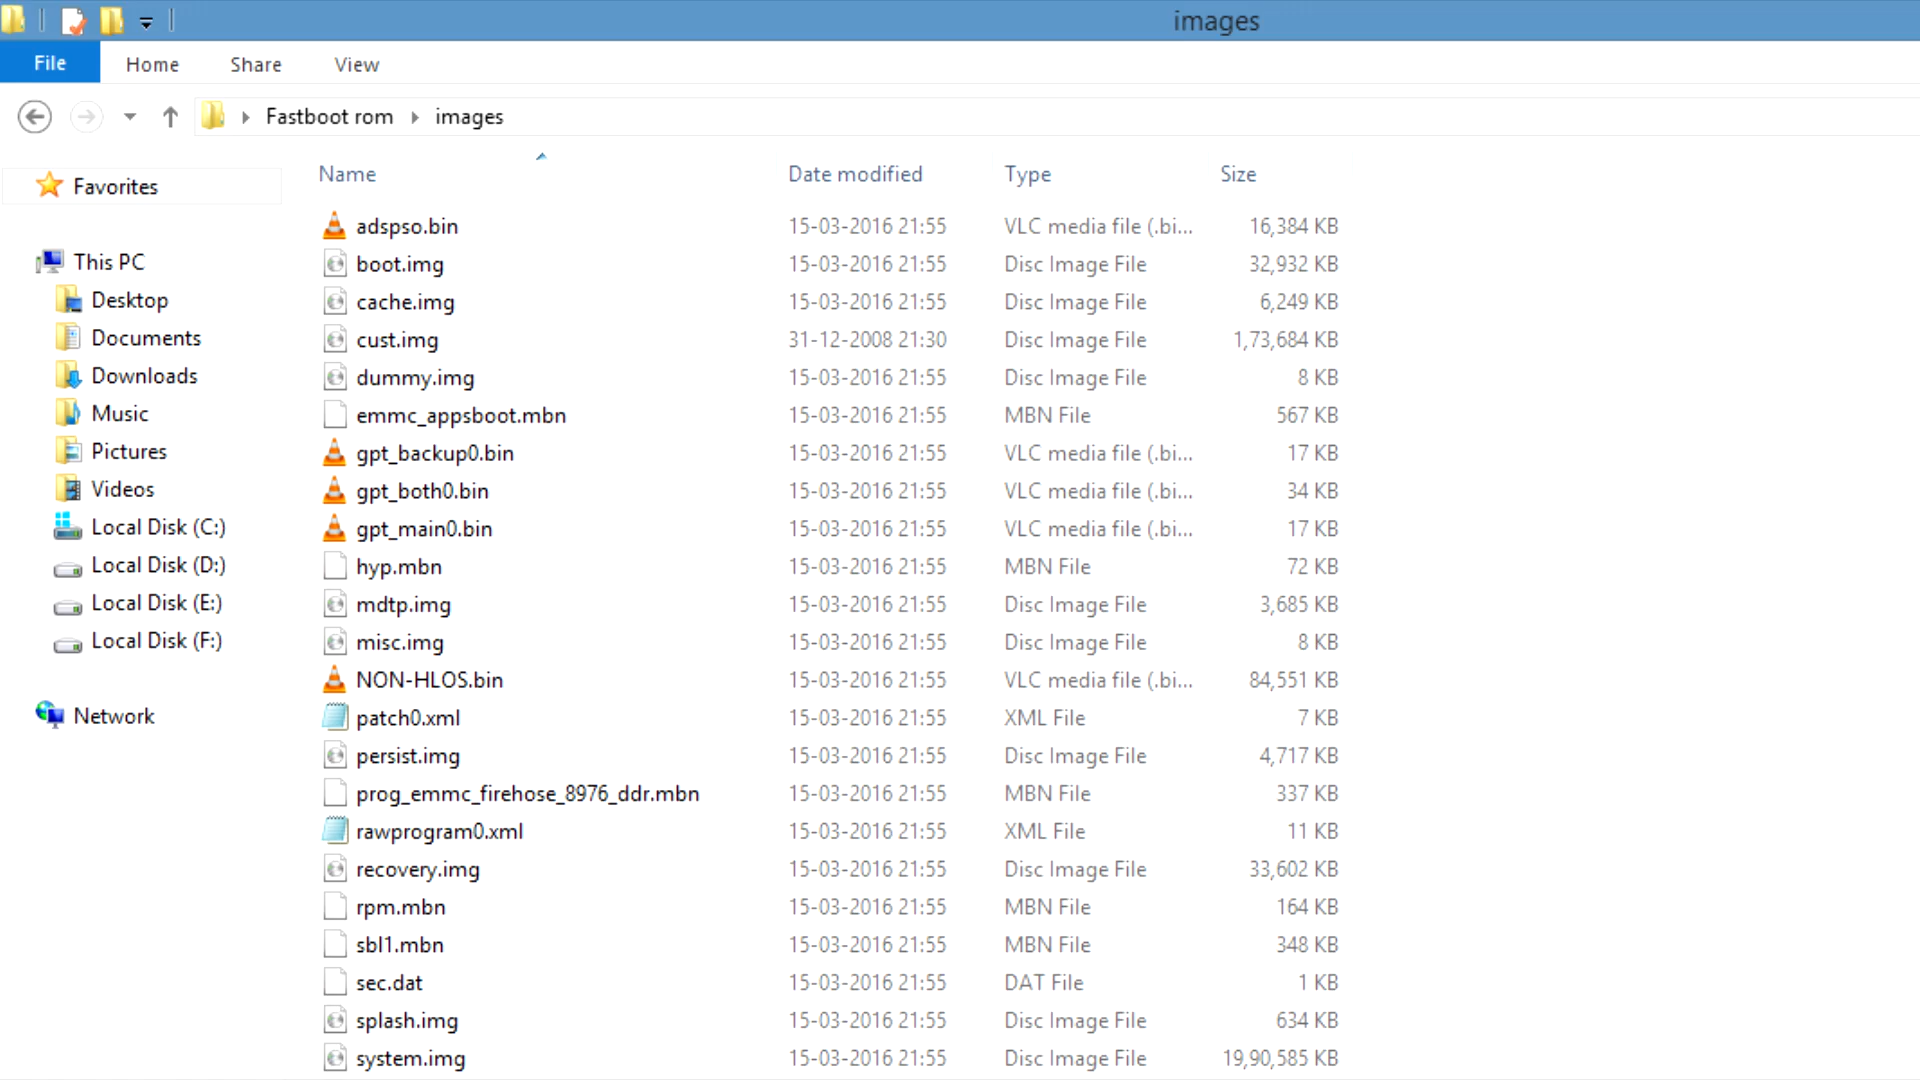 images
File Home Share View
Fastboot rom images
Name Date modified Type Size
Favorites
This PC
Desktop
Documents
Downloads
Music
Pictures
Videos
Local Disk (C:)
Local Disk (D:)
Local Disk (E:)
Local Disk (F:)
Network
adspso.bin 15-03-2016 21:55 VLC media file (.bi... 16,384 KB
boot.img 15-03-2016 21:55 Disc Image File 32,932 KB
cache.img 15-03-2016 21:55 Disc Image File 6,249 KB
cust.img 31-12-2008 21:30 Disc Image File 1,73,684 KB
dummy.img 15-03-2016 21:55 Disc Image File 8 KB
emmc_appsboot.mbn 15-03-2016 21:55 MBN File 567 KB
gpt_backup0.bin 15-03-2016 21:55 VLC media file (.bi... 17 KB
gpt_both0.bin 15-03-2016 21:55 VLC media file (.bi... 34 KB
gpt_main0.bin 15-03-2016 21:55 VLC media file (.bi... 17 KB
hyp.mbn 15-03-2016 21:55 MBN File 72 KB
mdtp.img 15-03-2016 21:55 Disc Image File 3,685 KB
misc.img 15-03-2016 21:55 Disc Image File 8 KB
NON-HLOS.bin 15-03-2016 21:55 VLC media file (.bi... 84,551 KB
patch0.xml 15-03-2016 21:55 XML File 7 KB
persist.img 15-03-2016 21:55 Disc Image File 4,717 KB
prog_emmc_firehose_8976_ddr.mbn 15-03-2016 21:55 MBN File 337 KB
rawprogram0.xml 15-03-2016 21:55 XML File 11 KB
recovery.img 15-03-2016 21:55 Disc Image File 33,602 KB
rpm.mbn 15-03-2016 21:55 MBN File 164 KB
sbl1.mbn 15-03-2016 21:55 MBN File 348 KB
sec.dat 15-03-2016 21:55 DAT File 1 KB
splash.img 15-03-2016 21:55 Disc Image File 634 KB
system.img 15-03-2016 21:55 Disc Image File 19,90,585 KB